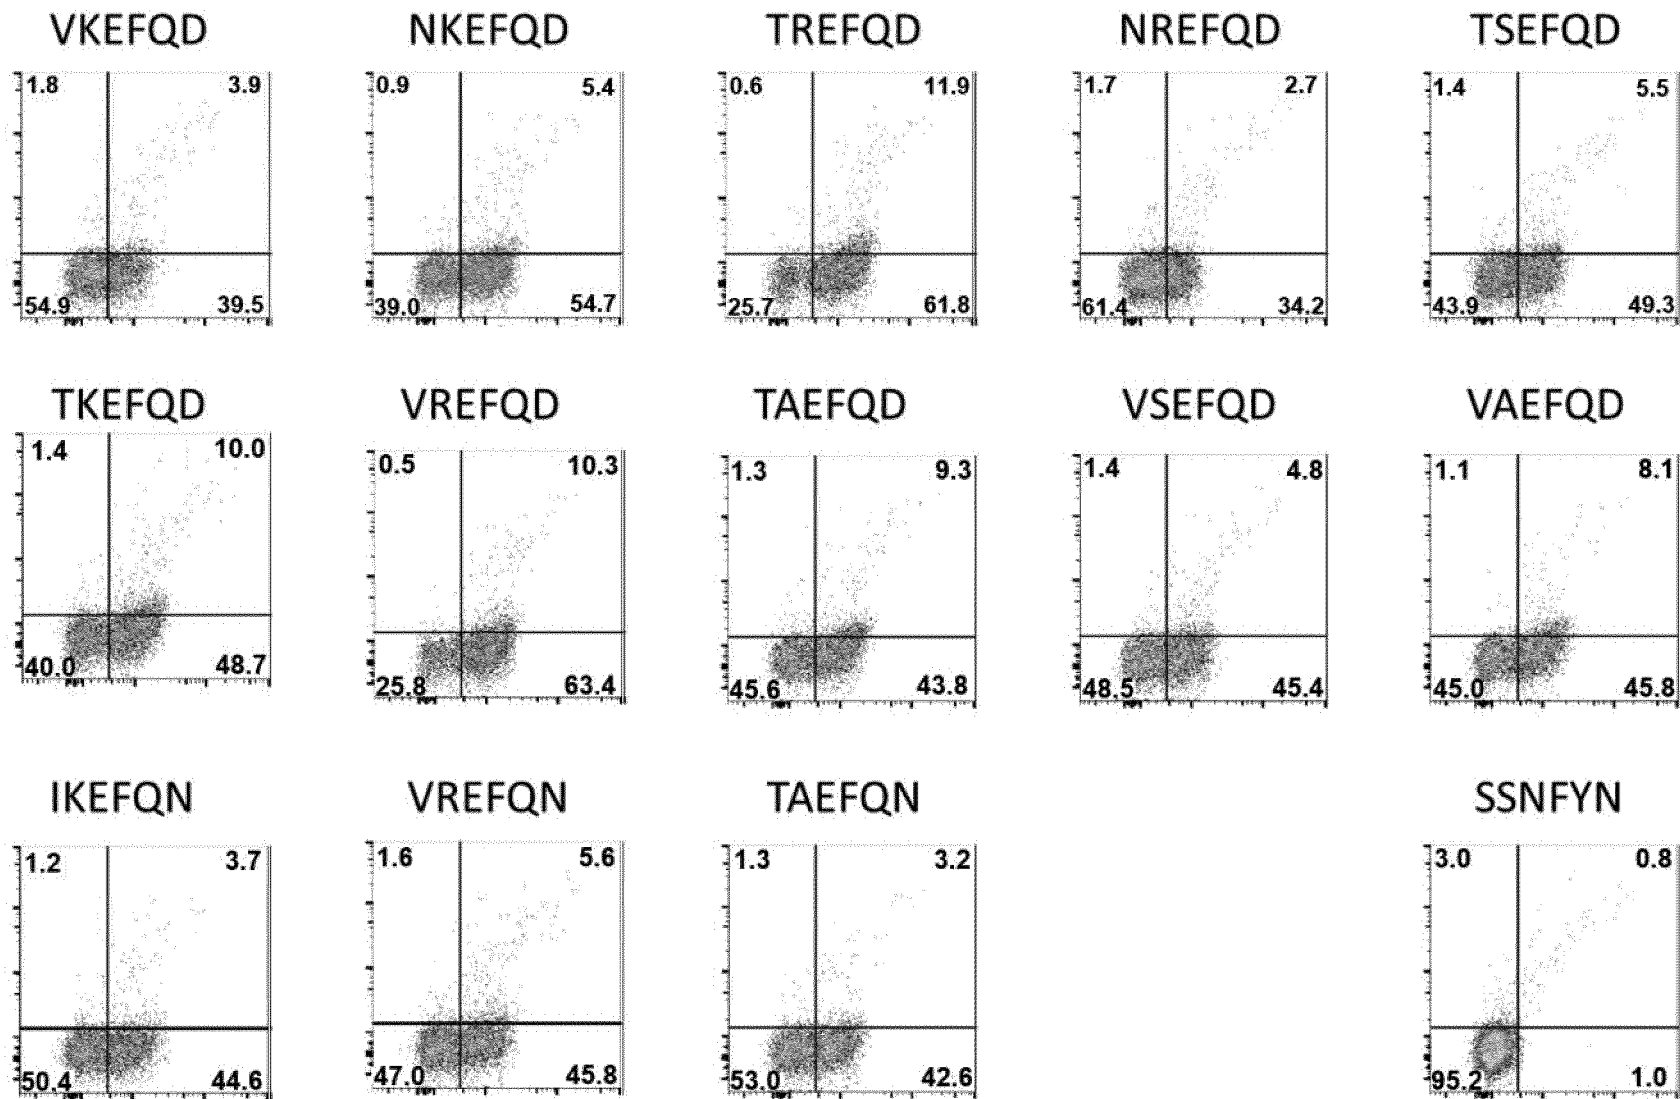 VKEFQD NKEFQD TREFQD NREFQD TSEFQD
1.8 3.9 0.9 5.4 0.6 11.9 1.7 2.7 1.4 5.5
54.9 39.5 39.0 54.7 25.7 61.8 61.4 34.2 43.9 49.3
TKEFQD VREFQD TAEFQD VSEFQD VAEFQD
1.4 10.0 0.5 10.3 1.3 9.3 1.4 4.8 1.1 8.1
40.0 48.7 25.8 63.4 45.6 43.8 48.5 45.4 45.0 45.8
IKEFQN VREFQN TAEFQN SSNFYN
1.2 3.7 1.6 5.6 1.3 3.2 3.0 0.8
50.4 44.6 47.0 45.8 53.0 42.6 95.2 1.0